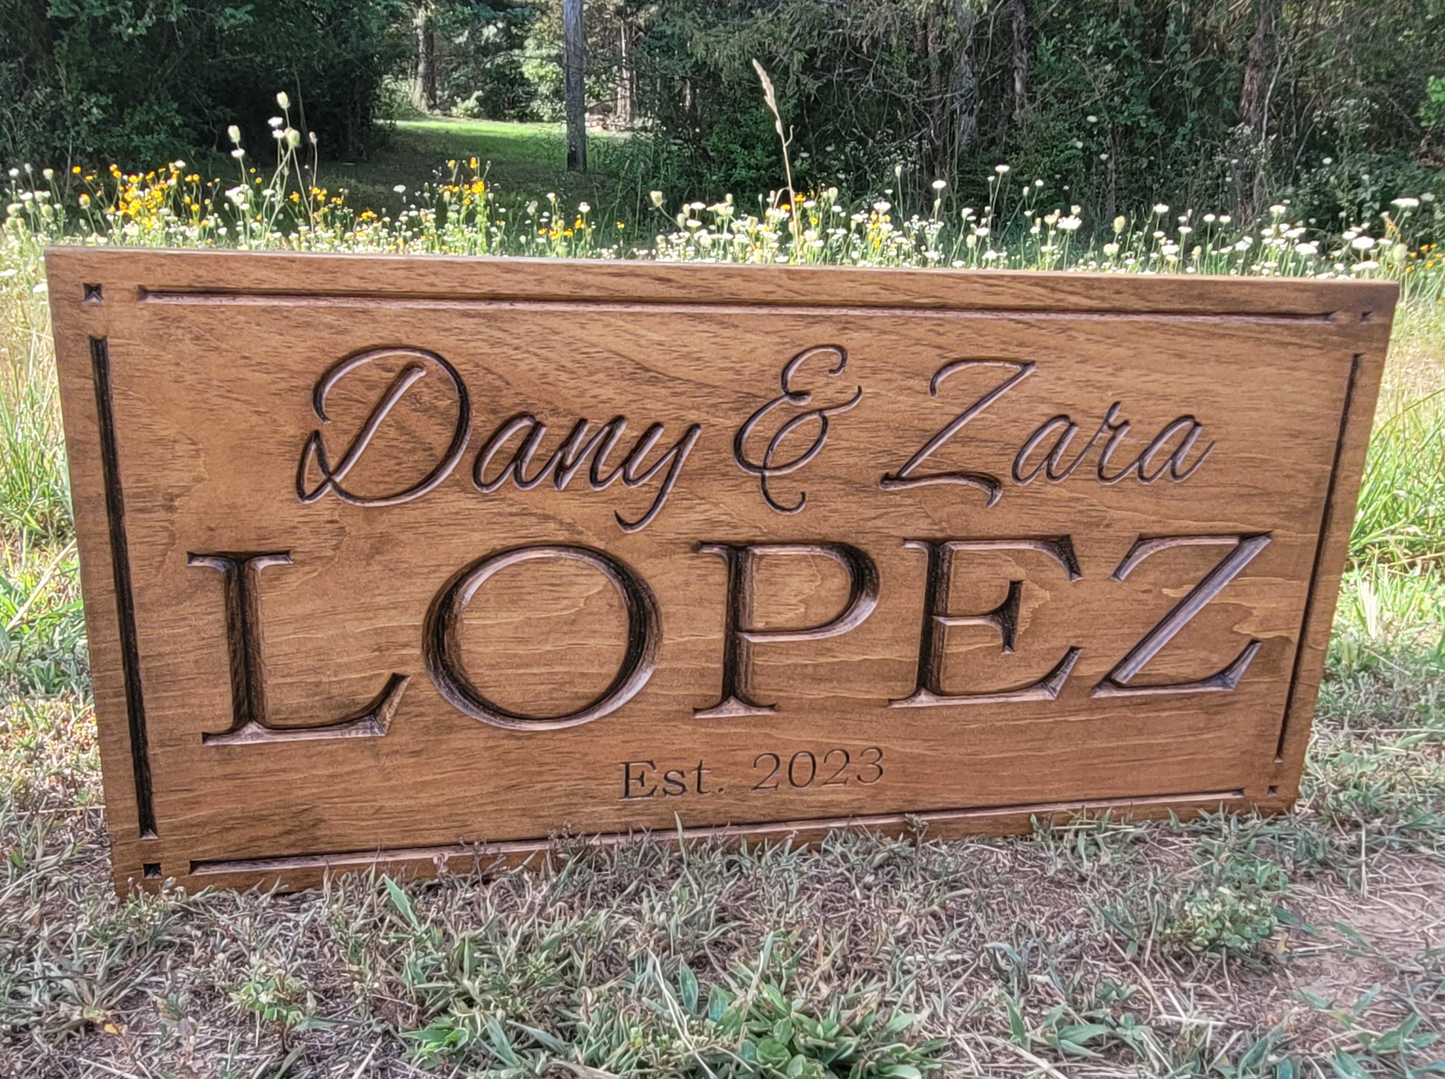 Dany & Zara
LOPEZ
Est. 2023